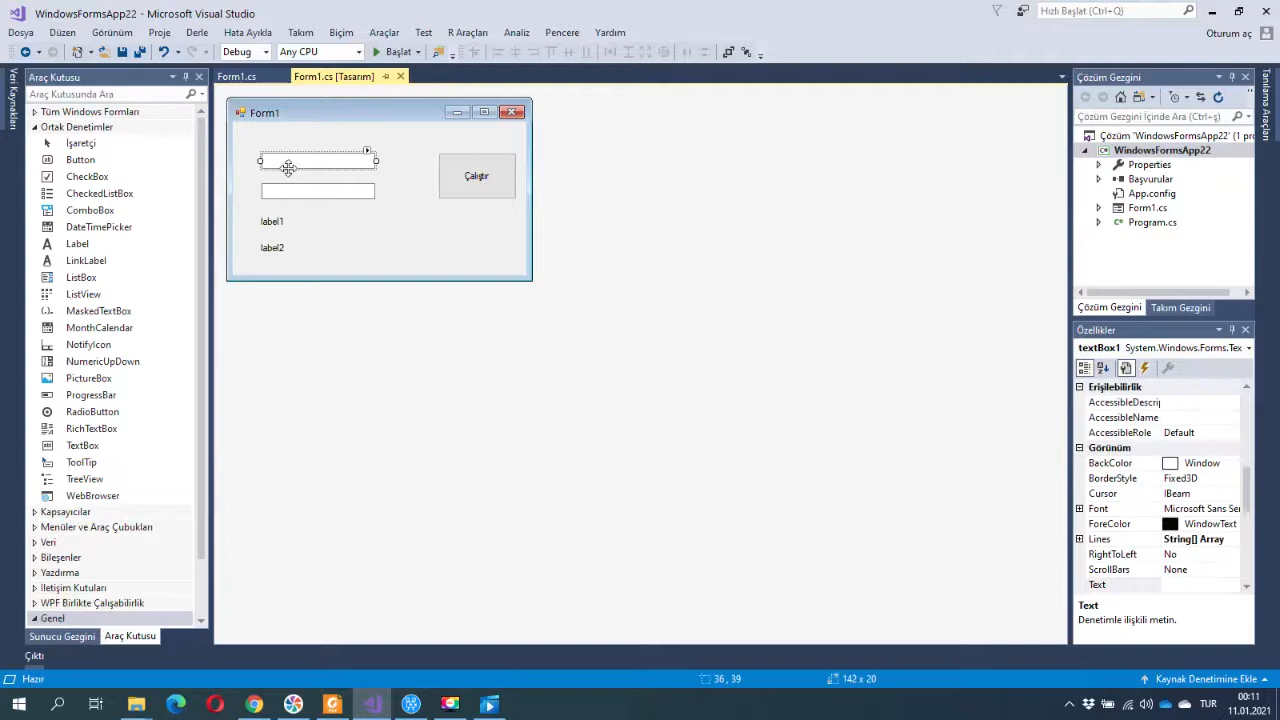 WindowsFormsApp22 - Microsoft Visual Studio
Hızlı Başlat (Ctrl+Q)
Dosya Düzen Görünüm Proje Derle Hata Ayıkla Takım Araçlar Test R Araçları Analiz Pencere Yardım
Oturum aç
Debug Any CPU Başlat
Veri Kaynakları
Araç Kutusu
Araç Kutusunda Ara
Tüm Windows Formları
Ortak Denetimler
İşaretçi
Button
CheckBox
CheckedListBox
ComboBox
DateTimePicker
Label
LinkLabel
ListBox
ListView
MaskedTextBox
MonthCalendar
NotifyIcon
NumericUpDown
PictureBox
ProgressBar
RadioButton
RichTextBox
TextBox
ToolTip
TreeView
WebBrowser
Kapsayıcılar
Menüler ve Araç Çubukları
Veri
Bileşenler
Yazdırma
İletişim Kutuları
WPF Birlikte Çalışabilirlik
Genel
Sunucu Gezgini Araç Kutusu
Form1.cs Form1.cs [Tasarım]
Form1
Çalıştır
label1
label2
Çözüm Gezgini
Çözüm Gezgini İçinde Ara (Ctrl+ş)
Çözüm 'WindowsFormsApp22' (1 pro
WindowsFormsApp22
Properties
Başvurular
App.config
Form1.cs
Program.cs
Çözüm Gezgini Takım Gezgini
Özellikler
textBox1 System.Windows.Forms.Tex
Erişilebilirlik
AccessibleDescri
AccessibleName
AccessibleRole Default
Görünüm
BackColor Window
BorderStyle Fixed3D
Cursor IBeam
Font Microsoft Sans Ser
ForeColor WindowText
Lines String[] Array
RightToLeft No
ScrollBars None
Text
Text
Denetimle ilişkili metin.
Tanılama Araçları
Çıktı
Hazır 36, 39 142 x 20 Kaynak Denetimine Ekle
TUR
00:11
11.01.2021